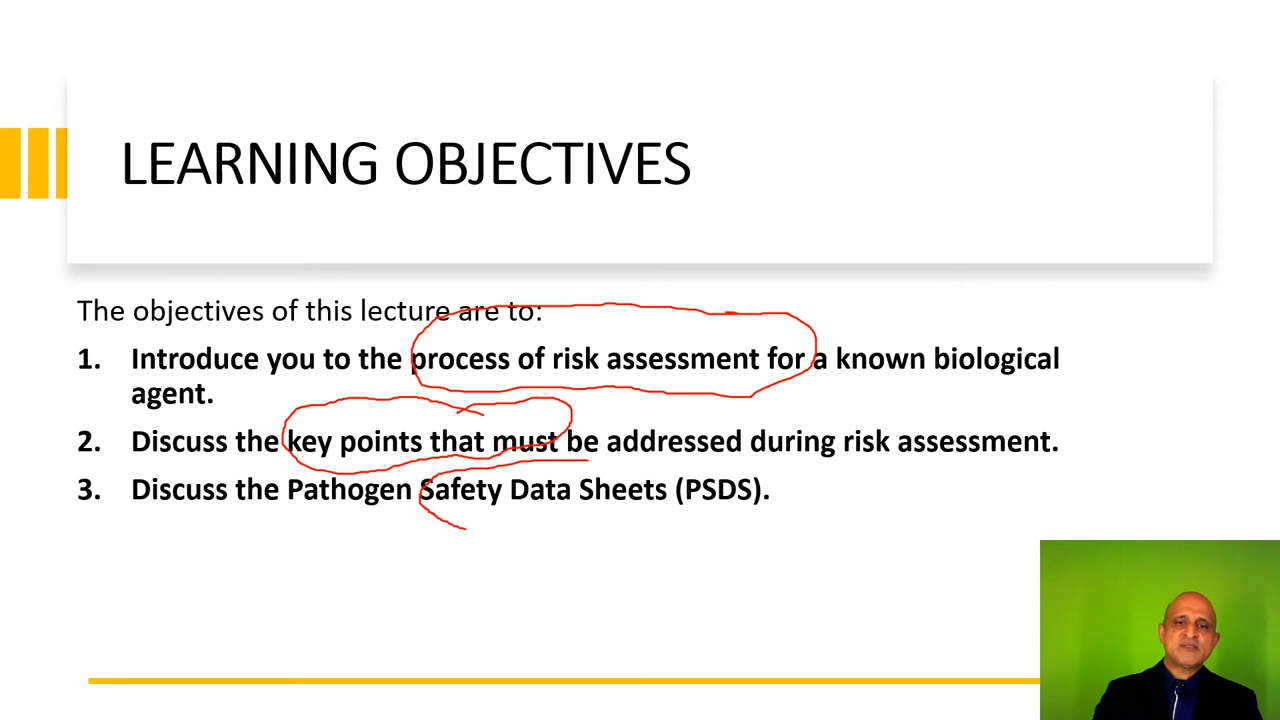 LEARNING OBJECTIVES
The objectives of this lecture are to:
1. Introduce you to the process of risk assessment for a known biological
agent.
2. Discuss the key points that must be addressed during risk assessment.
3. Discuss the Pathogen Safety Data Sheets (PSDS).